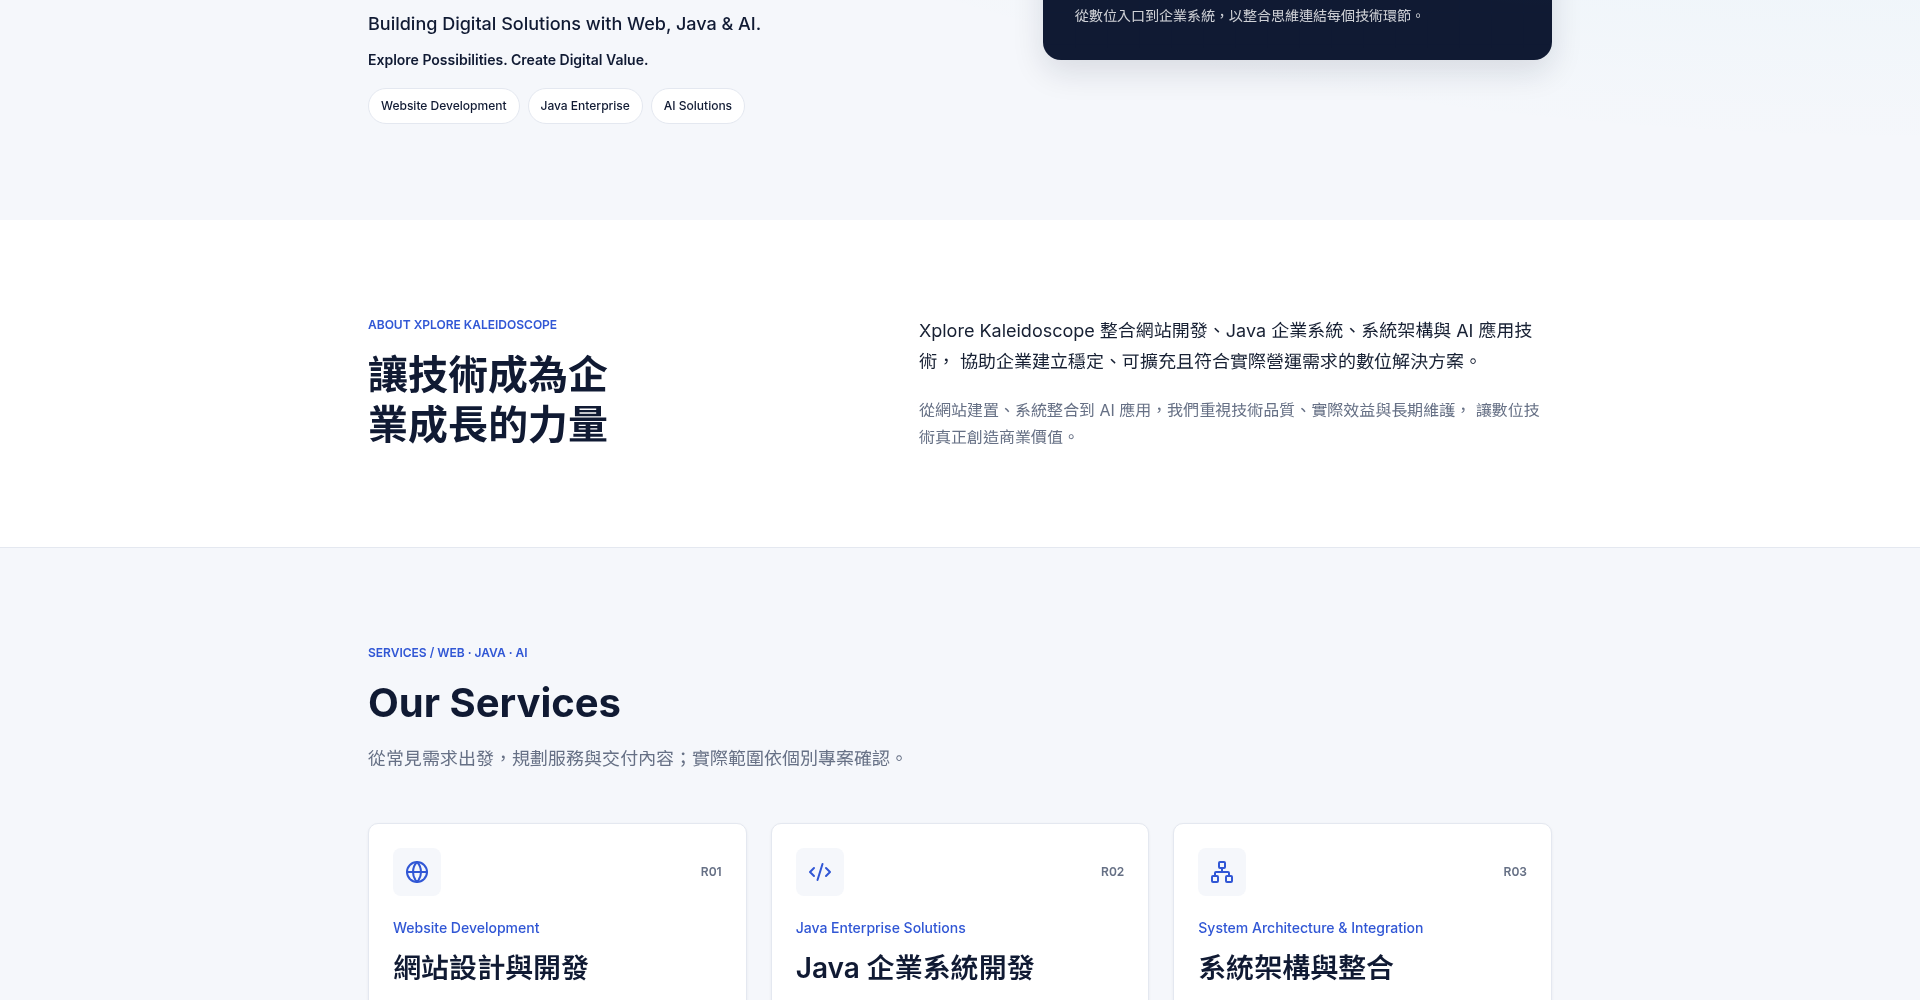 Building Digital Solutions with Web, Java & AI.
Explore Possibilities. Create Digital Value.
Website Development
Java Enterprise
AI Solutions
從數位入口到企業系統，以整合思維連結每個技術環節。
ABOUT XPLORE KALEIDOSCOPE
讓技術成為企
業成長的力量
Xplore Kaleidoscope 整合網站開發、Java 企業系統、系統架構與 AI 應用技
術， 協助企業建立穩定、可擴充且符合實際營運需求的數位解決方案。
從網站建置、系統整合到 AI 應用，我們重視技術品質、實際效益與長期維護， 讓數位技
術真正創造商業價值。
SERVICES / WEB · JAVA · AI
Our Services
從常見需求出發，規劃服務與交付內容；實際範圍依個別專案確認。
R01
Website Development
網站設計與開發
R02
Java Enterprise Solutions
Java 企業系統開發
R03
System Architecture & Integration
系統架構與整合